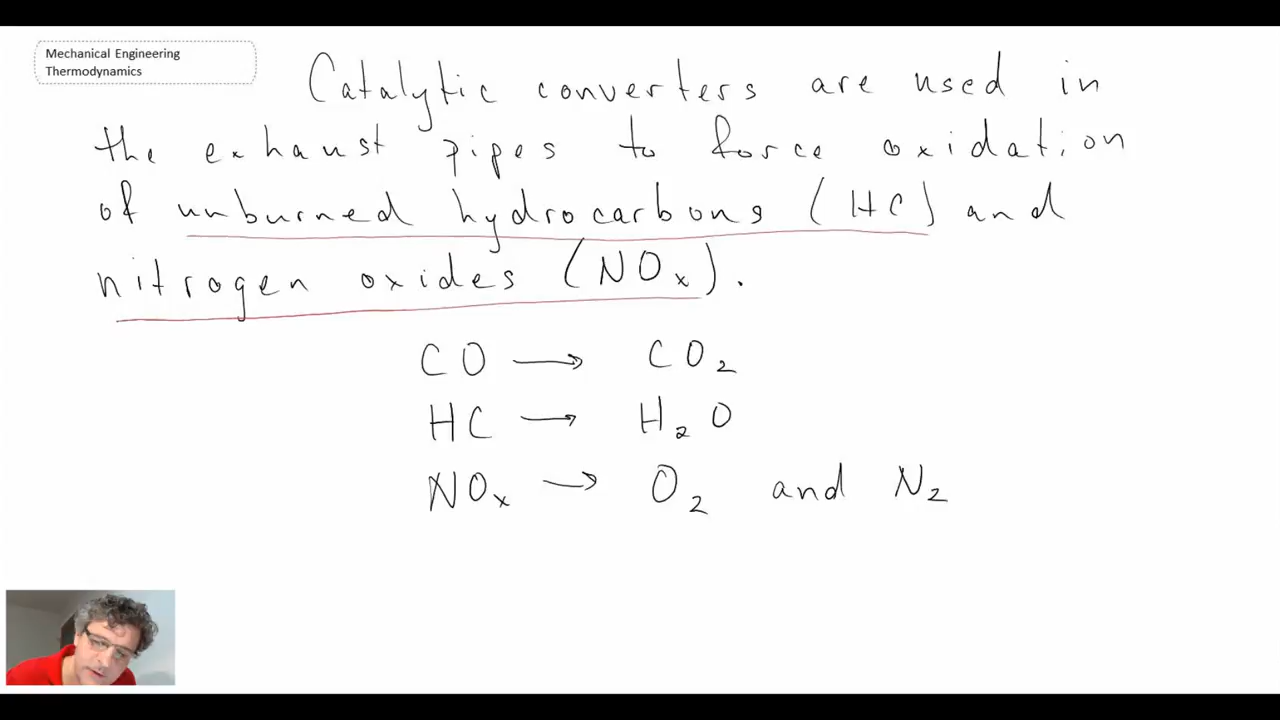 Mechanical Engineering
Thermodynamics
Catalytic converters are used in
the exhaust pipes to force oxidation
of unburned hydrocarbons (HC) and
nitrogen oxides (NOx).
CO → CO₂
HC → H₂O
NOx → O₂ and N₂